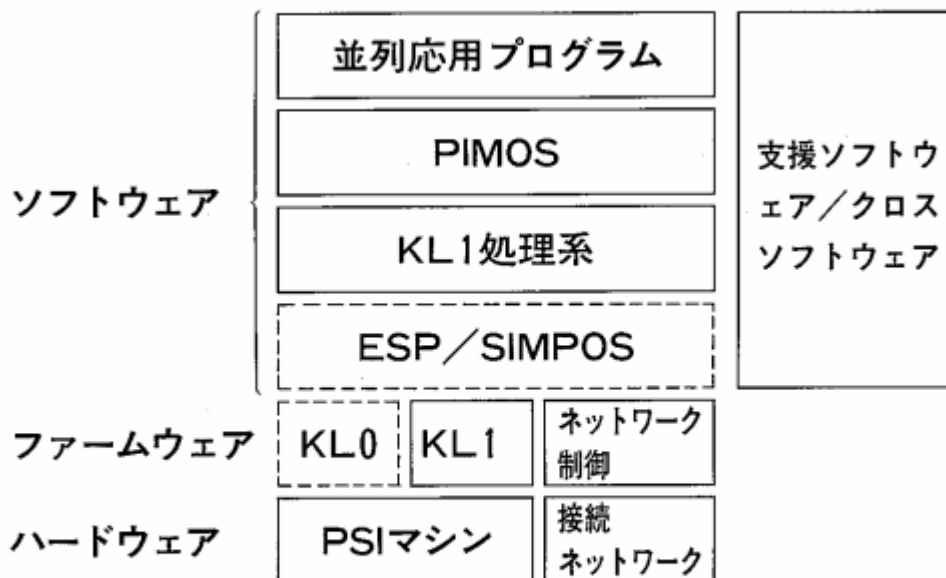 並列応用プログラム
PIMOS
ソフトウェア
KL1処理系
ESP/SIMPOS
支援ソフトウ
ェア/クロス
ソフトウェア
ファームウェア
KL0
KL1
ネットワーク
制御
ハードウェア
PSIマシン
接続
ネットワーク